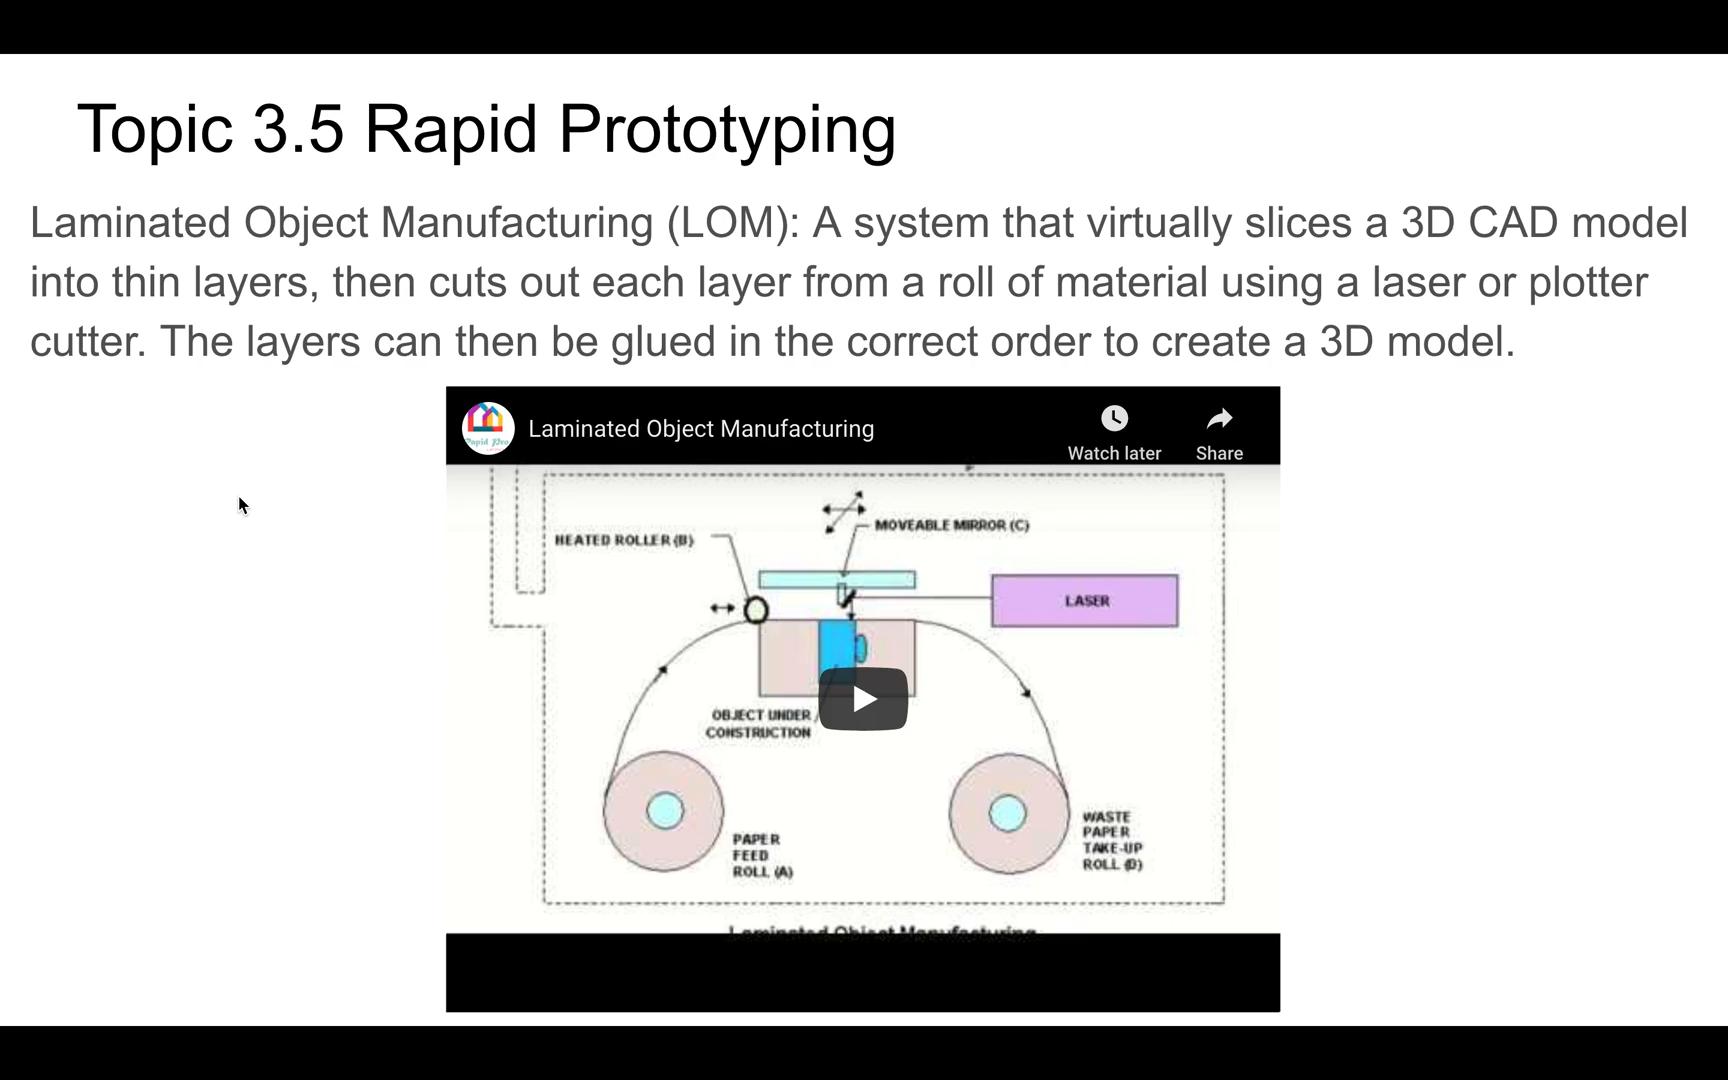 Topic 3.5 Rapid Prototyping
Laminated Object Manufacturing (LOM): A system that virtually slices a 3D CAD model
into thin layers, then cuts out each layer from a roll of material using a laser or plotter
cutter. The layers can then be glued in the correct order to create a 3D model.
Rapid Pro
Laminated Object Manufacturing
Watch later
Share
MOVEABLE MIRROR (C)
HEATED ROLLER (B)
LASER
OBJECT UNDER
CONSTRUCTION
PAPER
FEED
ROLL (A)
WASTE
PAPER
TAKE-UP
ROLL (D)
Laminated Object Manufacturing